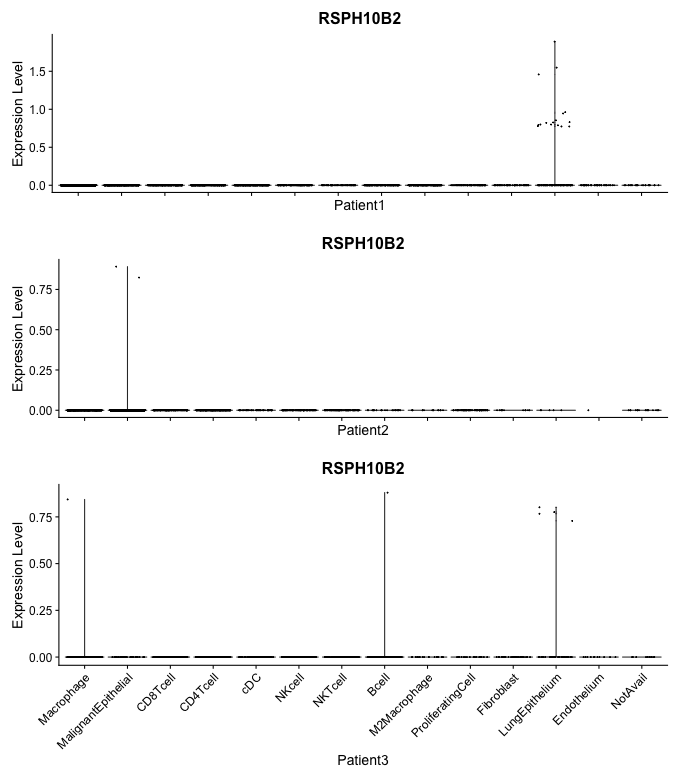 RSPH10B2
Expression Level
1.5
1.0
0.5
0.0
Patient1
RSPH10B2
Expression Level
0.75
0.50
0.25
0.00
Patient2
RSPH10B2
Expression Level
0.75
0.50
0.25
0.00
Macrophage
MalignantEpithelial
CD8Tcell
CD4Tcell
cDC
NKcell
NKTcell
Bcell
M2Macrophage
ProliferatingCell
Fibroblast
LungEpithelium
Endothelium
NotAvail
Patient3